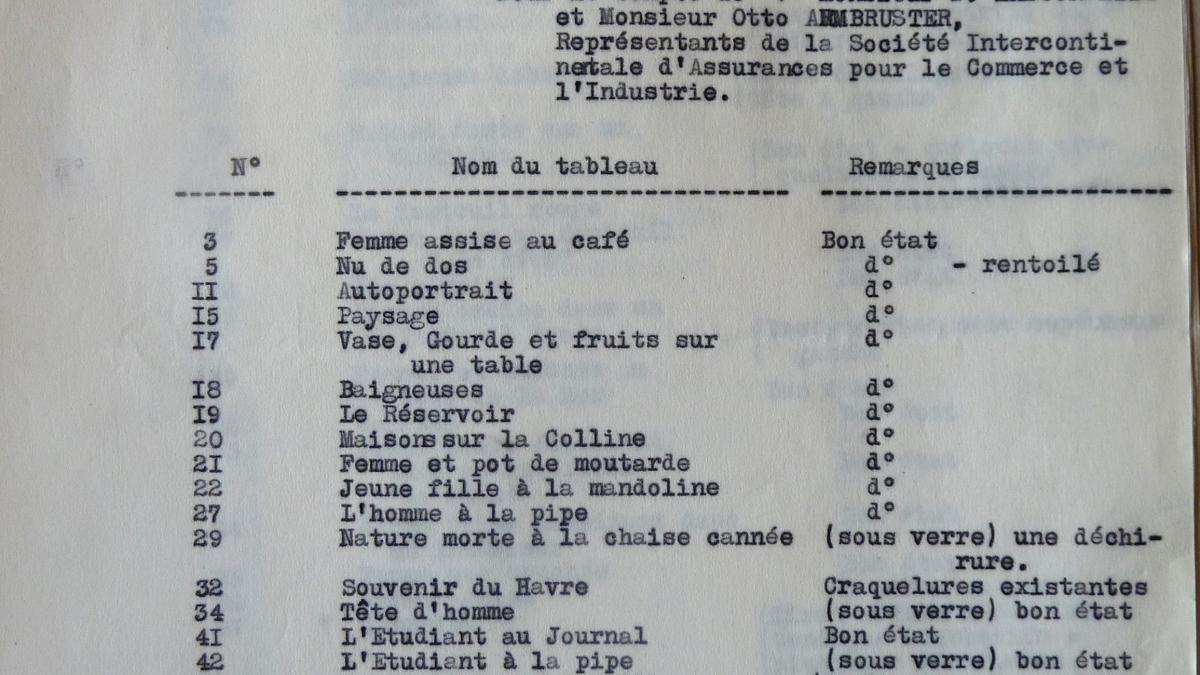 et Monsieur Otto ARMBRUSTER,
Représentants de la Société Interconti-
nentale d'Assurances pour le Commerce et
l'Industrie.
N° Nom du tableau Remarques
3 Femme assise au café Bon état
5 Nu de dos d° - rentoilé
II Autoportrait d°
I5 Paysage d°
I7 Vase, Gourde et fruits sur d°
une table
I8 Baigneuses d°
I9 Le Réservoir d°
20 Maisons sur la Colline d°
2I Femme et pot de moutarde d°
22 Jeune fille à la mandoline d°
27 L'homme à la pipe d°
29 Nature morte à la chaise cannée (sous verre) une déchi-
rure.
32 Souvenir du Havre Craquelures existantes
34 Tête d'homme (sous verre) bon état
4I L'Etudiant au Journal Bon état
42 L'Etudiant à la pipe (sous verre) bon état